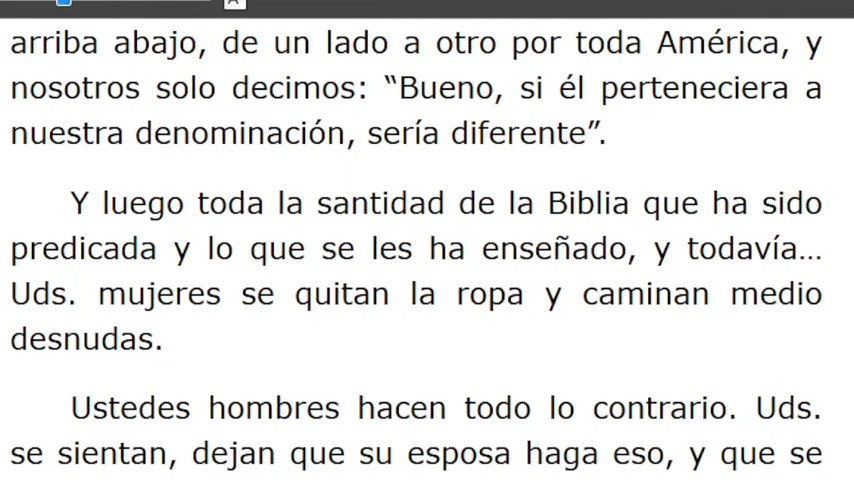 arriba abajo, de un lado a otro por toda América, y
nosotros solo decimos: “Bueno, si él perteneciera a
nuestra denominación, sería diferente”.
Y luego toda la santidad de la Biblia que ha sido
predicada y lo que se les ha enseñado, y todavía…
Uds. mujeres se quitan la ropa y caminan medio
desnudas.
Ustedes hombres hacen todo lo contrario. Uds.
se sientan, dejan que su esposa haga eso, y que se